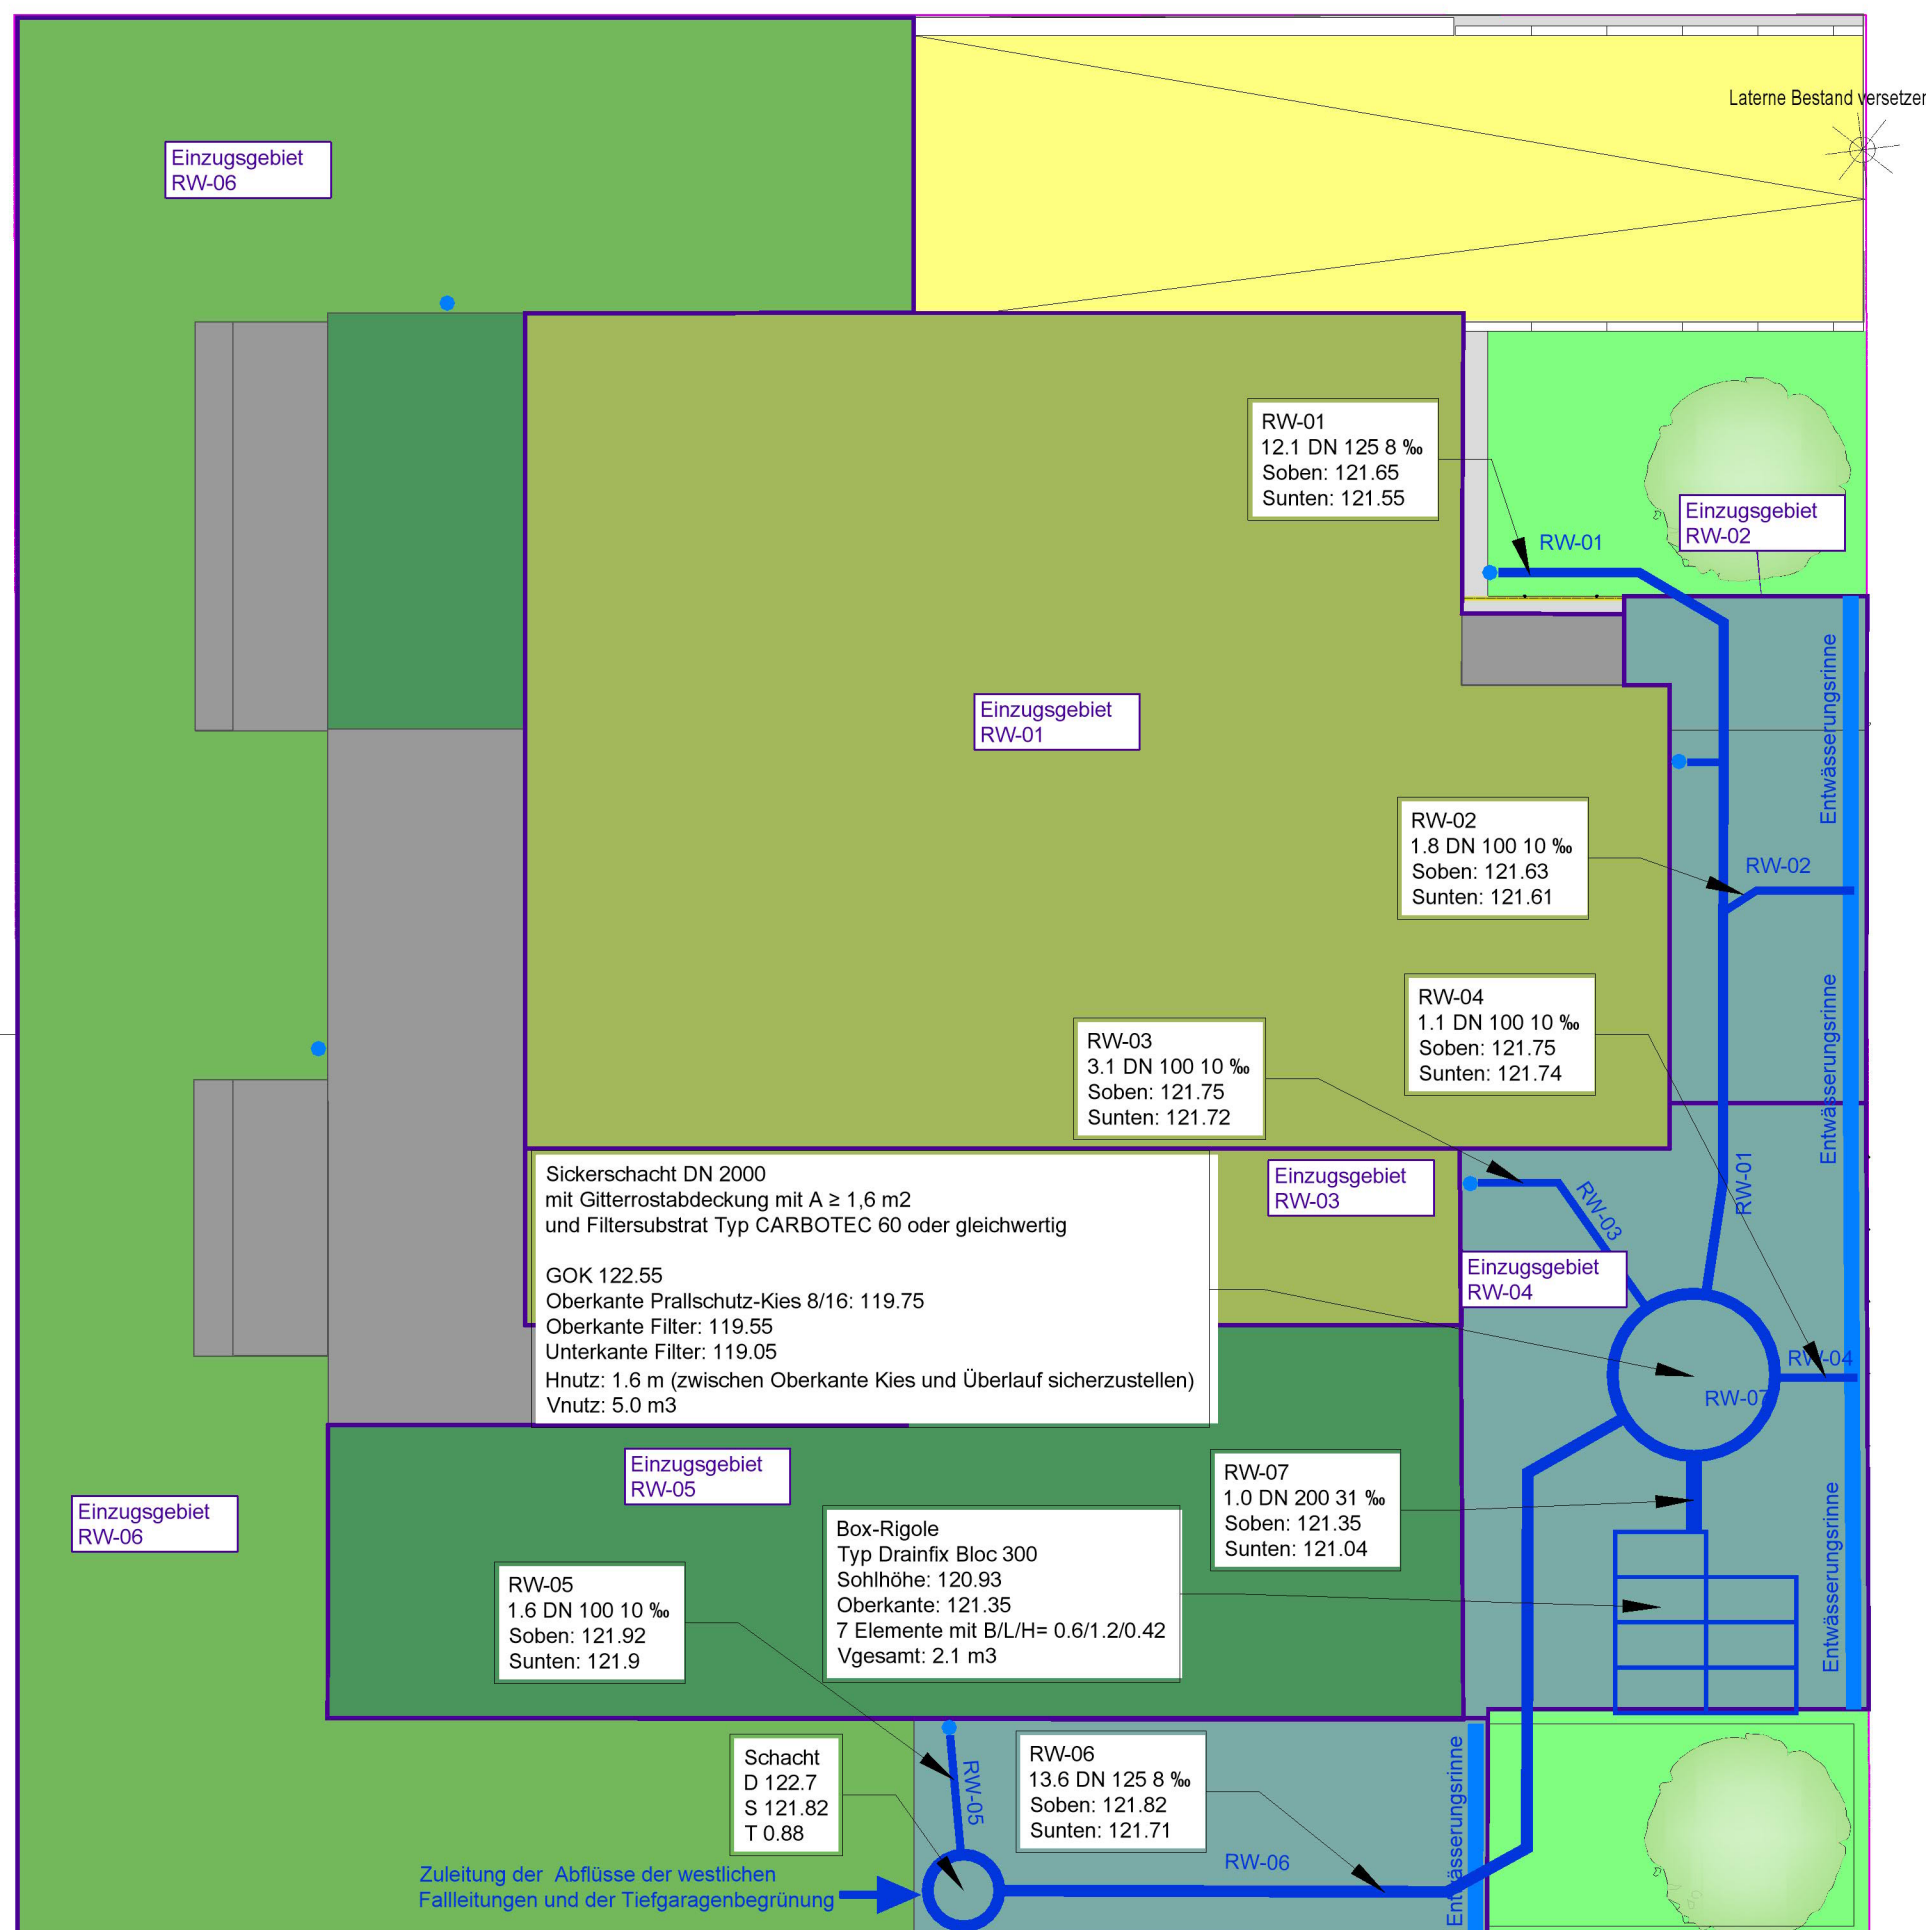 Laterne Bestand versetzen
Einzugsgebiet
RW-06
RW-01
12.1 DN 125 8 ‰
Soben: 121.65
Sunten: 121.55
Einzugsgebiet
RW-02
RW-01
Entwässerungsrinne
Einzugsgebiet
RW-01
RW-02
1.8 DN 100 10 ‰
Soben: 121.63
Sunten: 121.61
RW-02
RW-04
1.1 DN 100 10 ‰
Soben: 121.75
Sunten: 121.74
Entwässerungsrinne
RW-03
3.1 DN 100 10 ‰
Soben: 121.75
Sunten: 121.72
Sickerschacht DN 2000
mit Gitterrostabdeckung mit A ≥ 1,6 m2
und Filtersubstrat Typ CARBOTEC 60 oder gleichwertig
GOK 122.55
Oberkante Prallschutz-Kies 8/16: 119.75
Oberkante Filter: 119.55
Unterkante Filter: 119.05
Hnutz: 1.6 m (zwischen Oberkante Kies und Überlauf sicherzustellen)
Vnutz: 5.0 m3
Einzugsgebiet
RW-03
RW-03
RW-01
Einzugsgebiet
RW-04
RW-04
RW-07
Einzugsgebiet
RW-05
RW-07
1.0 DN 200 31 ‰
Soben: 121.35
Sunten: 121.04
Einzugsgebiet
RW-06
Box-Rigole
Typ Drainfix Bloc 300
Sohlhöhe: 120.93
Oberkante: 121.35
7 Elemente mit B/L/H= 0.6/1.2/0.42
Vgesamt: 2.1 m3
Entwässerungsrinne
RW-05
1.6 DN 100 10 ‰
Soben: 121.92
Sunten: 121.9
Schacht
D 122.7
S 121.82
T 0.88
RW-05
RW-06
13.6 DN 125 8 ‰
Soben: 121.82
Sunten: 121.71
Entwässerungsrinne
RW-06
Zuleitung der Abflüsse der westlichen
Fallleitungen und der Tiefgaragenbegrünung